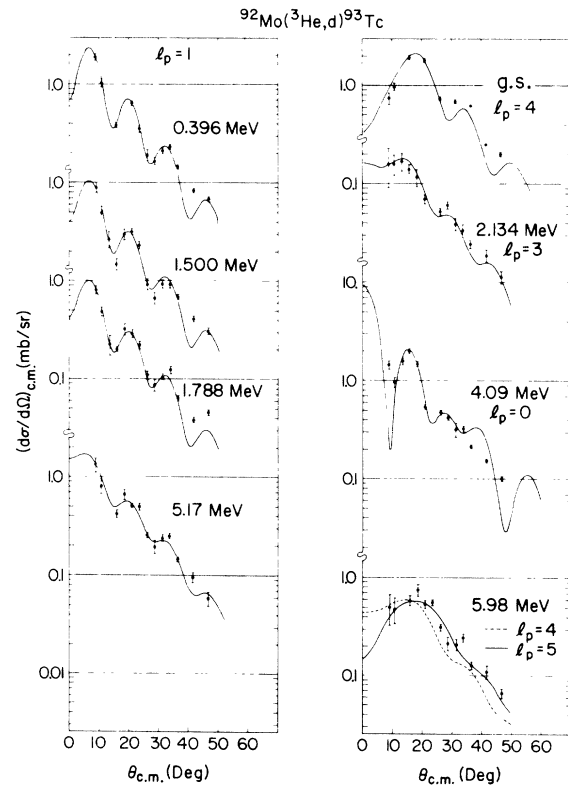 ⁹²Mo(³He,d)⁹³Tc
ℓp=1
1.0
0.396 MeV
1.0
1.500 MeV
1.0
0.1
1.788 MeV
1.0
5.17 MeV
0.1
0.01
0 10 20 30 40 50 60
θc.m.(Deg)
(dσ/dΩ)c.m.(mb/sr)
g.s.
ℓp=4
1.0
0.1
2.134 MeV
ℓp=3
10.
1.0
4.09 MeV
ℓp=0
0.1
1.0
5.98 MeV
ℓp=4
ℓp=5
0.1
0 10 20 30 40 50 60 70
θc.m.(Deg)